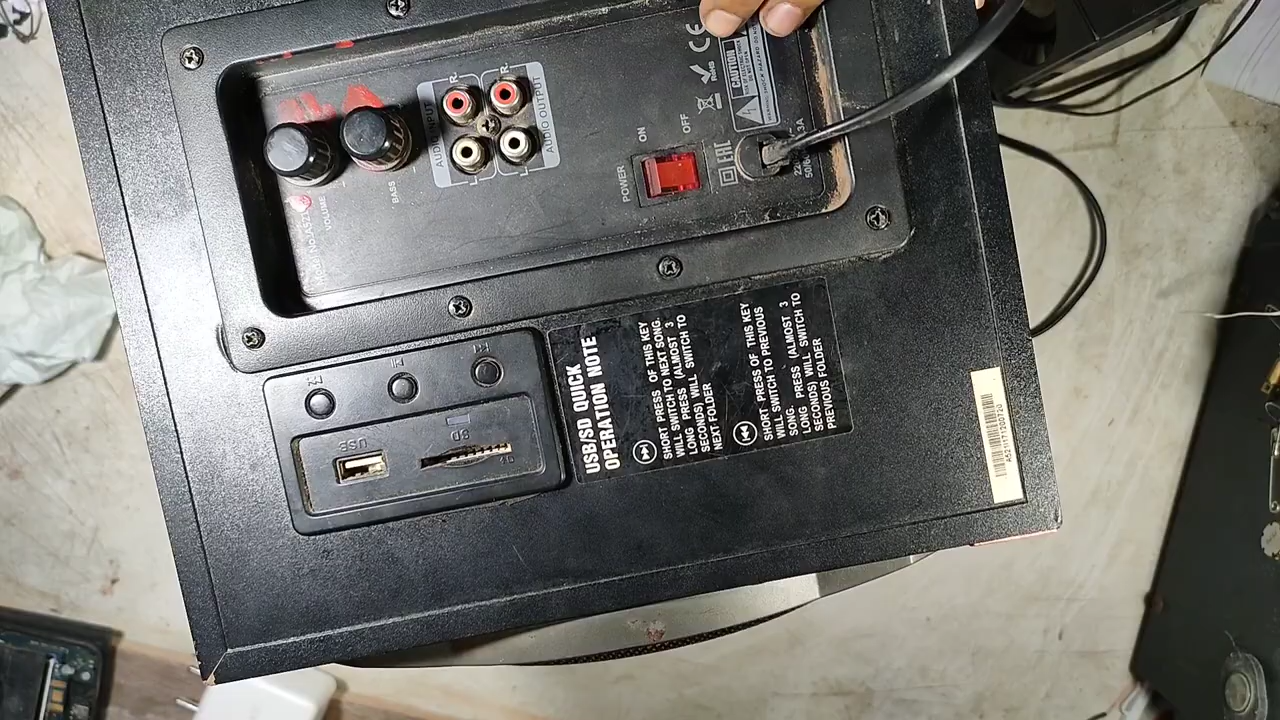 AUDIO INPUT
R.
R.
AUDIO OUTPUT
VOLUME
BASS
POWER
ON
OFF
CE
RoHS
EAC
CAUTION
USB
SD
USB/SD QUICK
OPERATION NOTE
SHORT PRESS OF THIS KEY
WILL SWITCH TO NEXT SONG.
LONG PRESS (ALMOST 3
SECONDS) WILL SWITCH TO
NEXT FOLDER
SHORT PRESS OF THIS KEY
WILL SWITCH TO PREVIOUS
SONG.
LONG PRESS (ALMOST 3
SECONDS) WILL SWITCH TO
PREVIOUS FOLDER